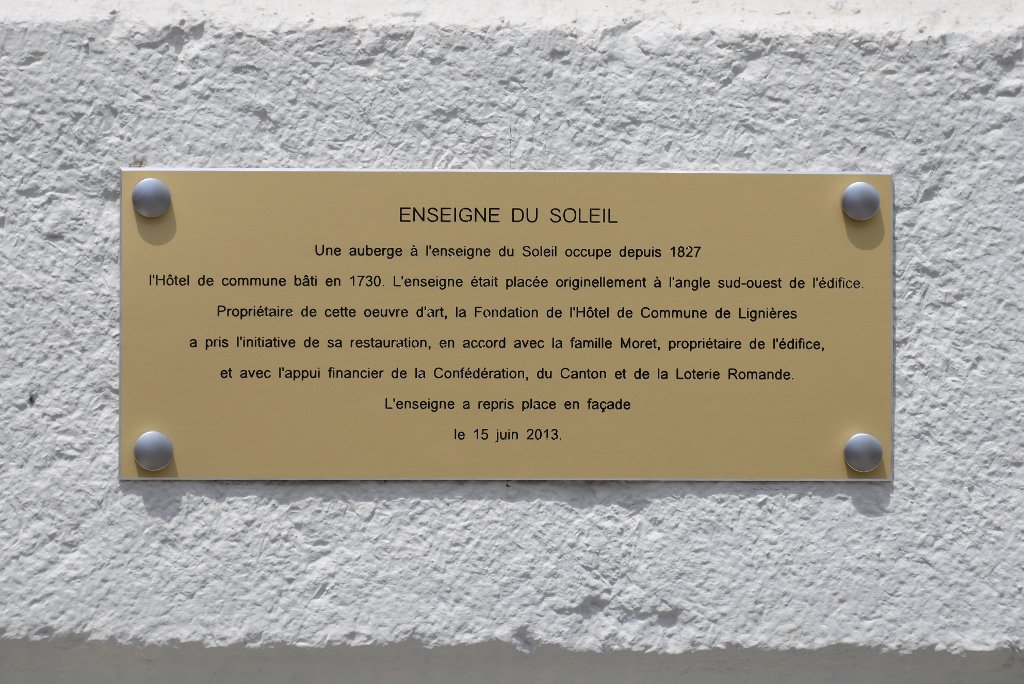 ENSEIGNE DU SOLEIL
Une auberge à l'enseigne du Soleil occupe depuis 1827
l'Hôtel de commune bâti en 1730. L'enseigne était placée originellement à l'angle sud-ouest de l'édifice.
Propriétaire de cette oeuvre d'art, la Fondation de l'Hôtel de Commune de Lignières
a pris l'initiative de sa restauration, en accord avec la famille Moret, propriétaire de l'édifice,
et avec l'appui financier de la Confédération, du Canton et de la Loterie Romande.
L'enseigne a repris place en façade
le 15 juin 2013.